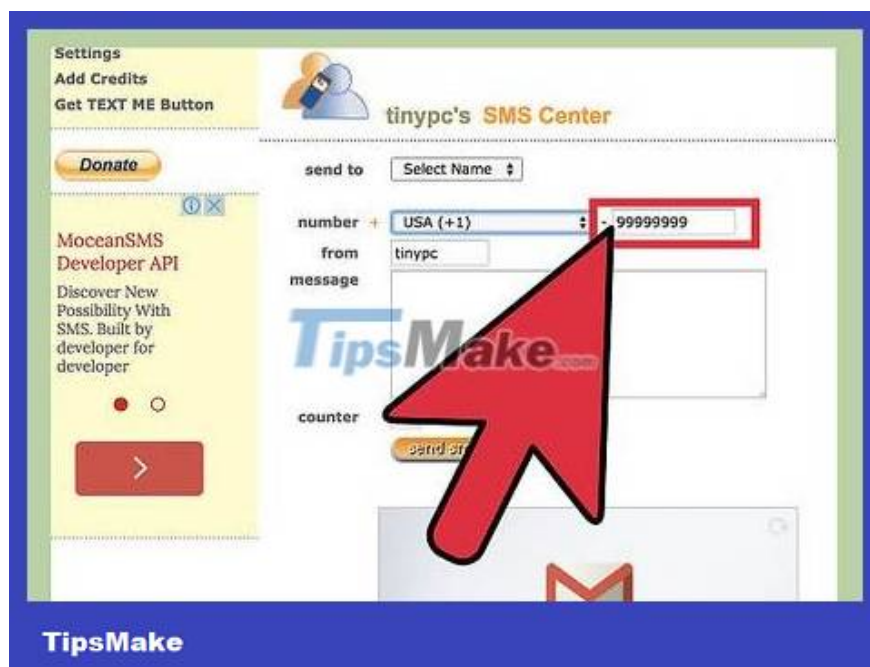 Settings
Add Credits
Get TEXT ME Button
Donate
MoceanSMS
Developer API
Discover New
Possibility With
SMS. Built by
developer for
developer
tinypc's SMS Center
send to Select Name
number + USA (+1) - 99999999
from tinypc
message
TipsMake.com
counter
send
TipsMake